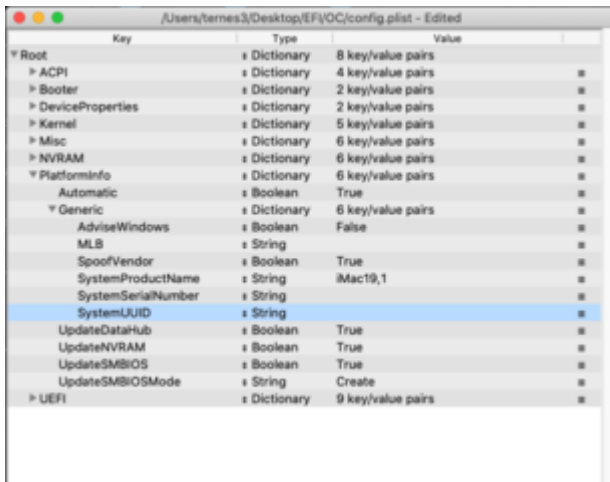 /Users/ternes3/Desktop/EFI/OC/config.plist - Edited
Key Type Value
Root Dictionary 8 key/value pairs
ACPI Dictionary 4 key/value pairs
Booter Dictionary 2 key/value pairs
DeviceProperties Dictionary 2 key/value pairs
Kernel Dictionary 5 key/value pairs
Misc Dictionary 6 key/value pairs
NVRAM Dictionary 6 key/value pairs
PlatformInfo Dictionary 6 key/value pairs
Automatic Boolean True
Generic Dictionary 6 key/value pairs
AdviseWindows Boolean False
MLB String
SpoofVendor Boolean True
SystemProductName String iMac19,1
SystemSerialNumber String
SystemUUID String
UpdateDataHub Boolean True
UpdateNVRAM Boolean True
UpdateSMBIOS Boolean True
UpdateSMBIOSMode String Create
UEFI Dictionary 9 key/value pairs